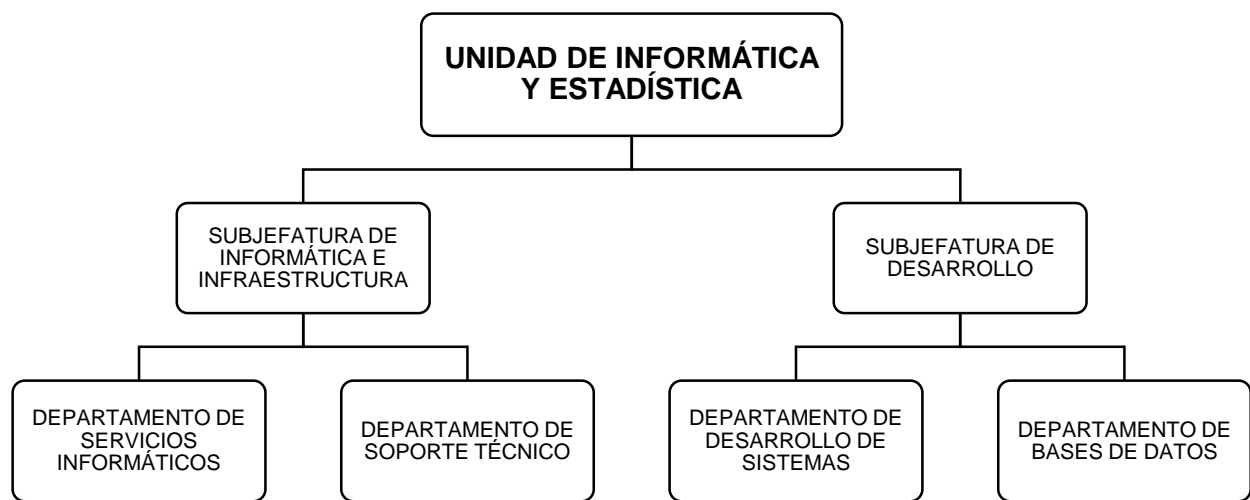 UNIDAD DE INFORMÁTICA
Y ESTADÍSTICA
SUBJEFATURA DE
INFORMÁTICA E
INFRAESTRUCTURA
SUBJEFATURA DE
DESARROLLO
DEPARTAMENTO DE
SERVICIOS
INFORMÁTICOS
DEPARTAMENTO DE
SOPORTE TÉCNICO
DEPARTAMENTO DE
DESARROLLO DE
SISTEMAS
DEPARTAMENTO DE
BASES DE DATOS